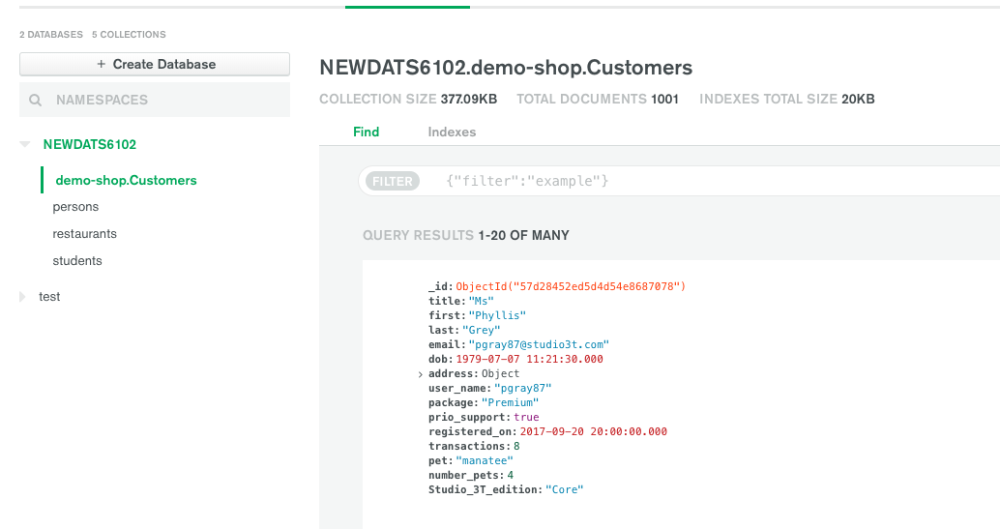 2 DATABASES 5 COLLECTIONS
+ Create Database
NAMESPACES
NEWDATS6102
demo-shop.Customers
persons
restaurants
students
test
NEWDATS6102.demo-shop.Customers
COLLECTION SIZE 377.09KB TOTAL DOCUMENTS 1001 INDEXES TOTAL SIZE 20KB
Find Indexes
FILTER {"filter":"example"}
QUERY RESULTS 1-20 OF MANY
_id: ObjectId("57d28452ed5d4d54e8687078")
title: "Ms"
first: "Phyllis"
last: "Grey"
email: "pgray87@studio3t.com"
dob: 1979-07-07 11:21:30.000
> address: Object
user_name: "pgray87"
package: "Premium"
prio_support: true
registered_on: 2017-09-20 20:00:00.000
transactions: 8
pet: "manatee"
number_pets: 4
Studio_3T_edition: "Core"